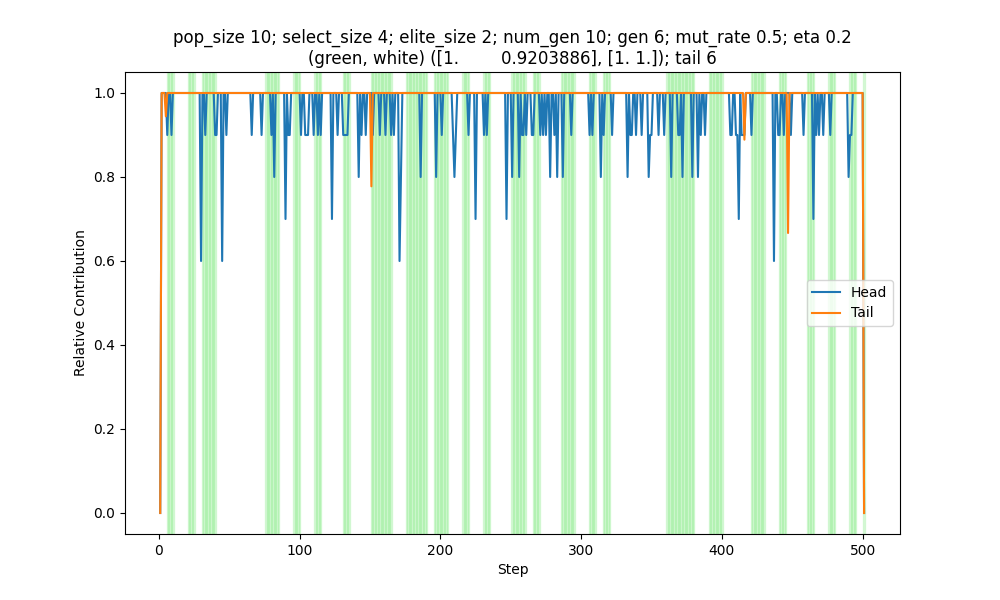 pop_size 10; select_size 4; elite_size 2; num_gen 10; gen 6; mut_rate 0.5; eta 0.2
(green, white) ([1.        0.9203886], [1. 1.]); tail 6
Relative Contribution
1.0
0.8
0.6
0.4
0.2
0.0
Head
Tail
0
100
200
300
400
500
Step